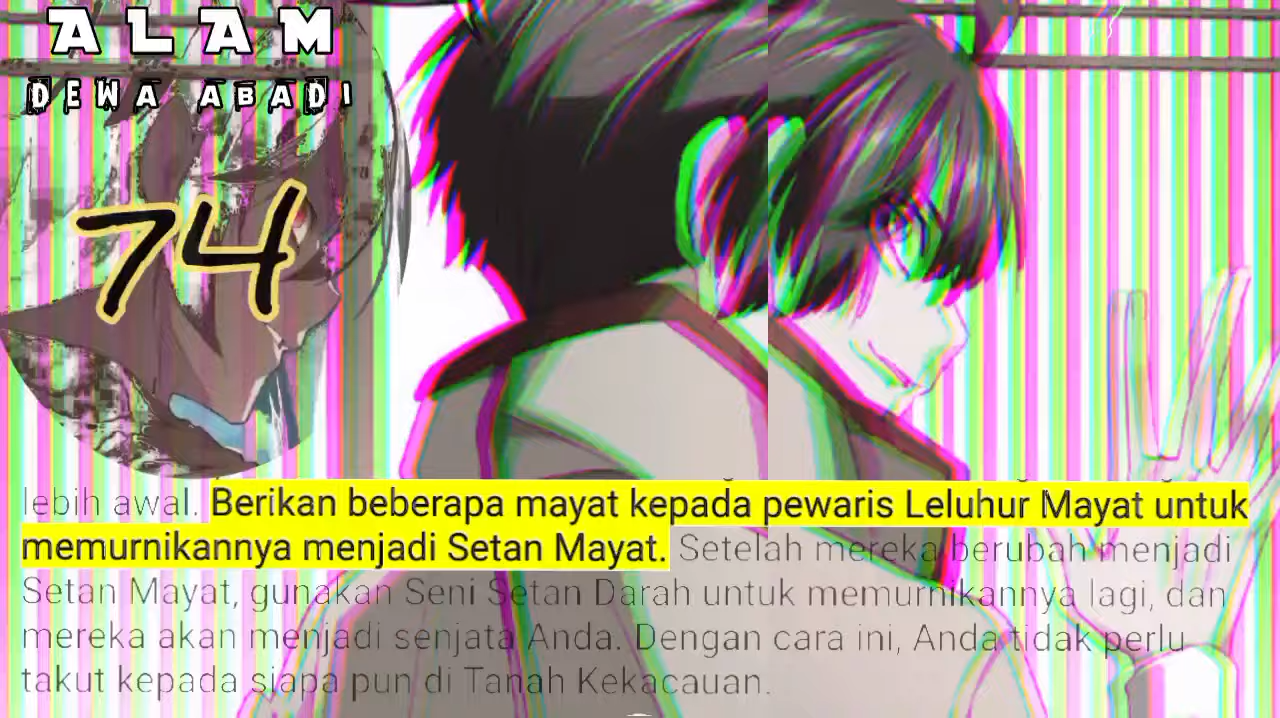 ALAM
DEWA ABADI
74
lebih awal. Berikan beberapa mayat kepada pewaris Leluhur Mayat untuk
memurnikannya menjadi Setan Mayat. Setelah mereka berubah menjadi
Setan Mayat, gunakan Seni Setan Darah untuk memurnikannya lagi, dan
mereka akan menjadi senjata Anda. Dengan cara ini, Anda tidak perlu
takut kepada siapa pun di Tanah Kekacauan.